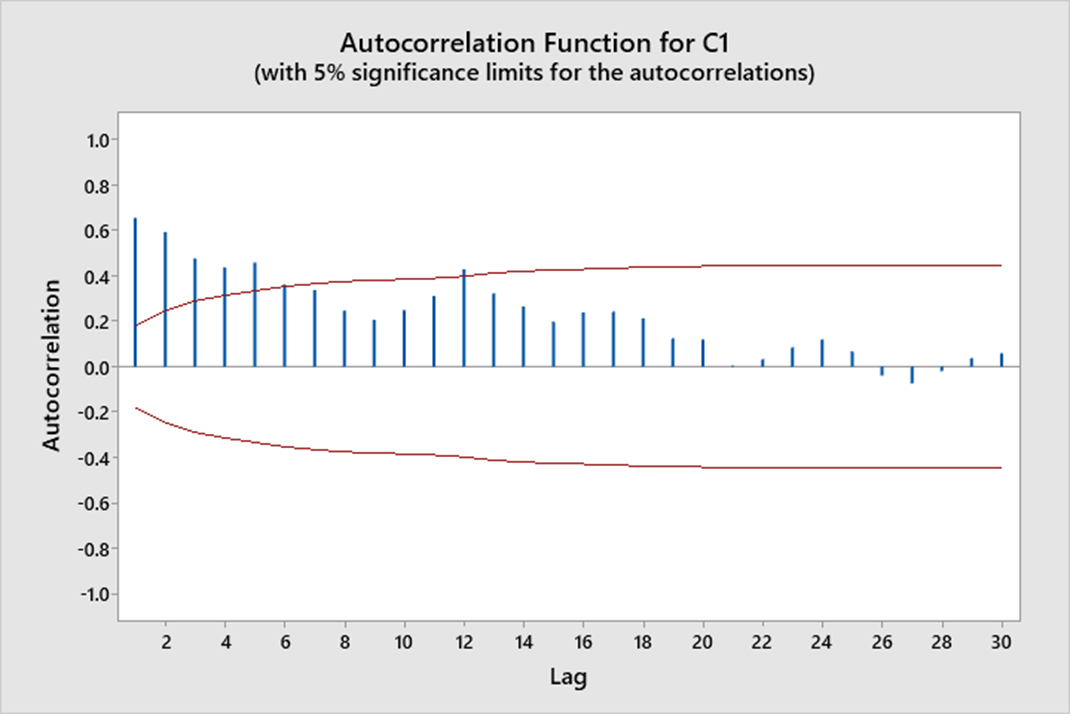 Autocorrelation Function for C1
(with 5% significance limits for the autocorrelations)
Autocorrelation
1.0
0.8
0.6
0.4
0.2
0.0
-0.2
-0.4
-0.6
-0.8
-1.0
2 4 6 8 10 12 14 16 18 20 22 24 26 28 30
Lag